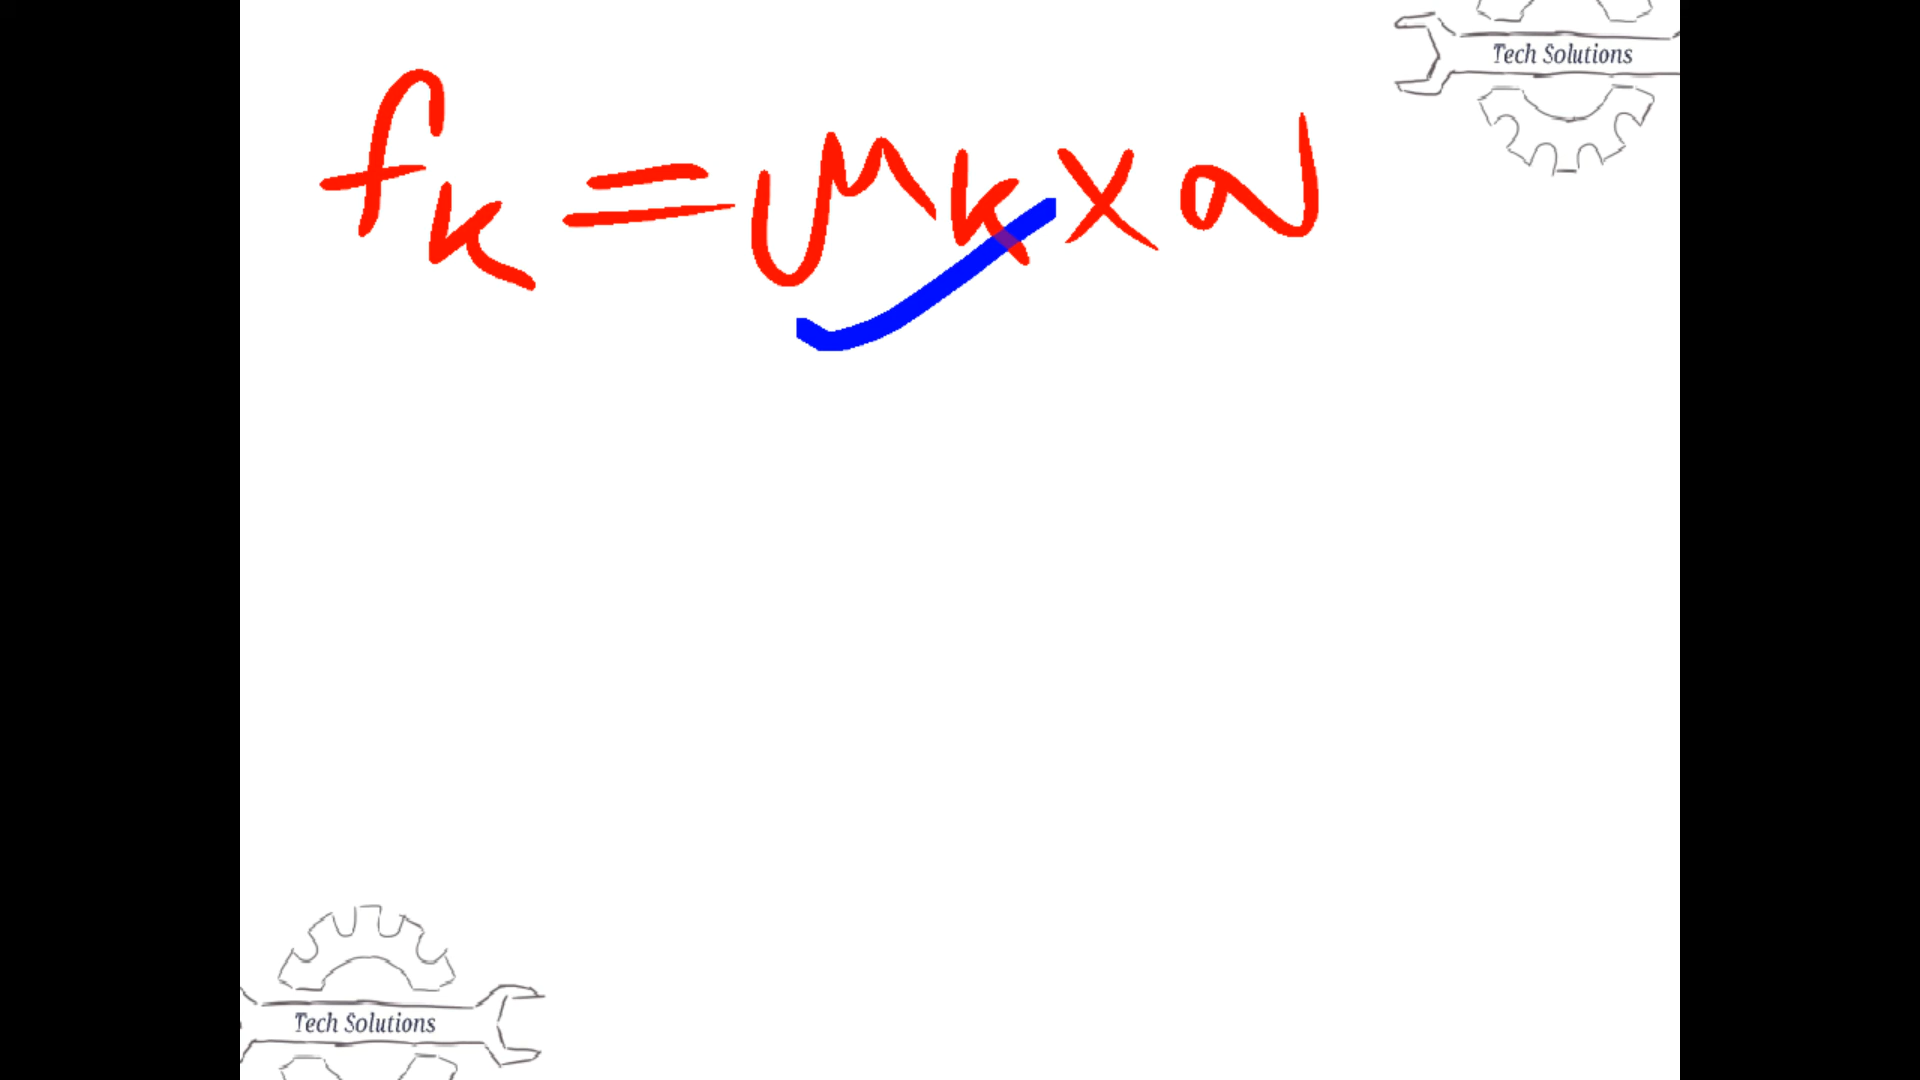 Tech Solutions
fk = μk × N
Tech Solutions